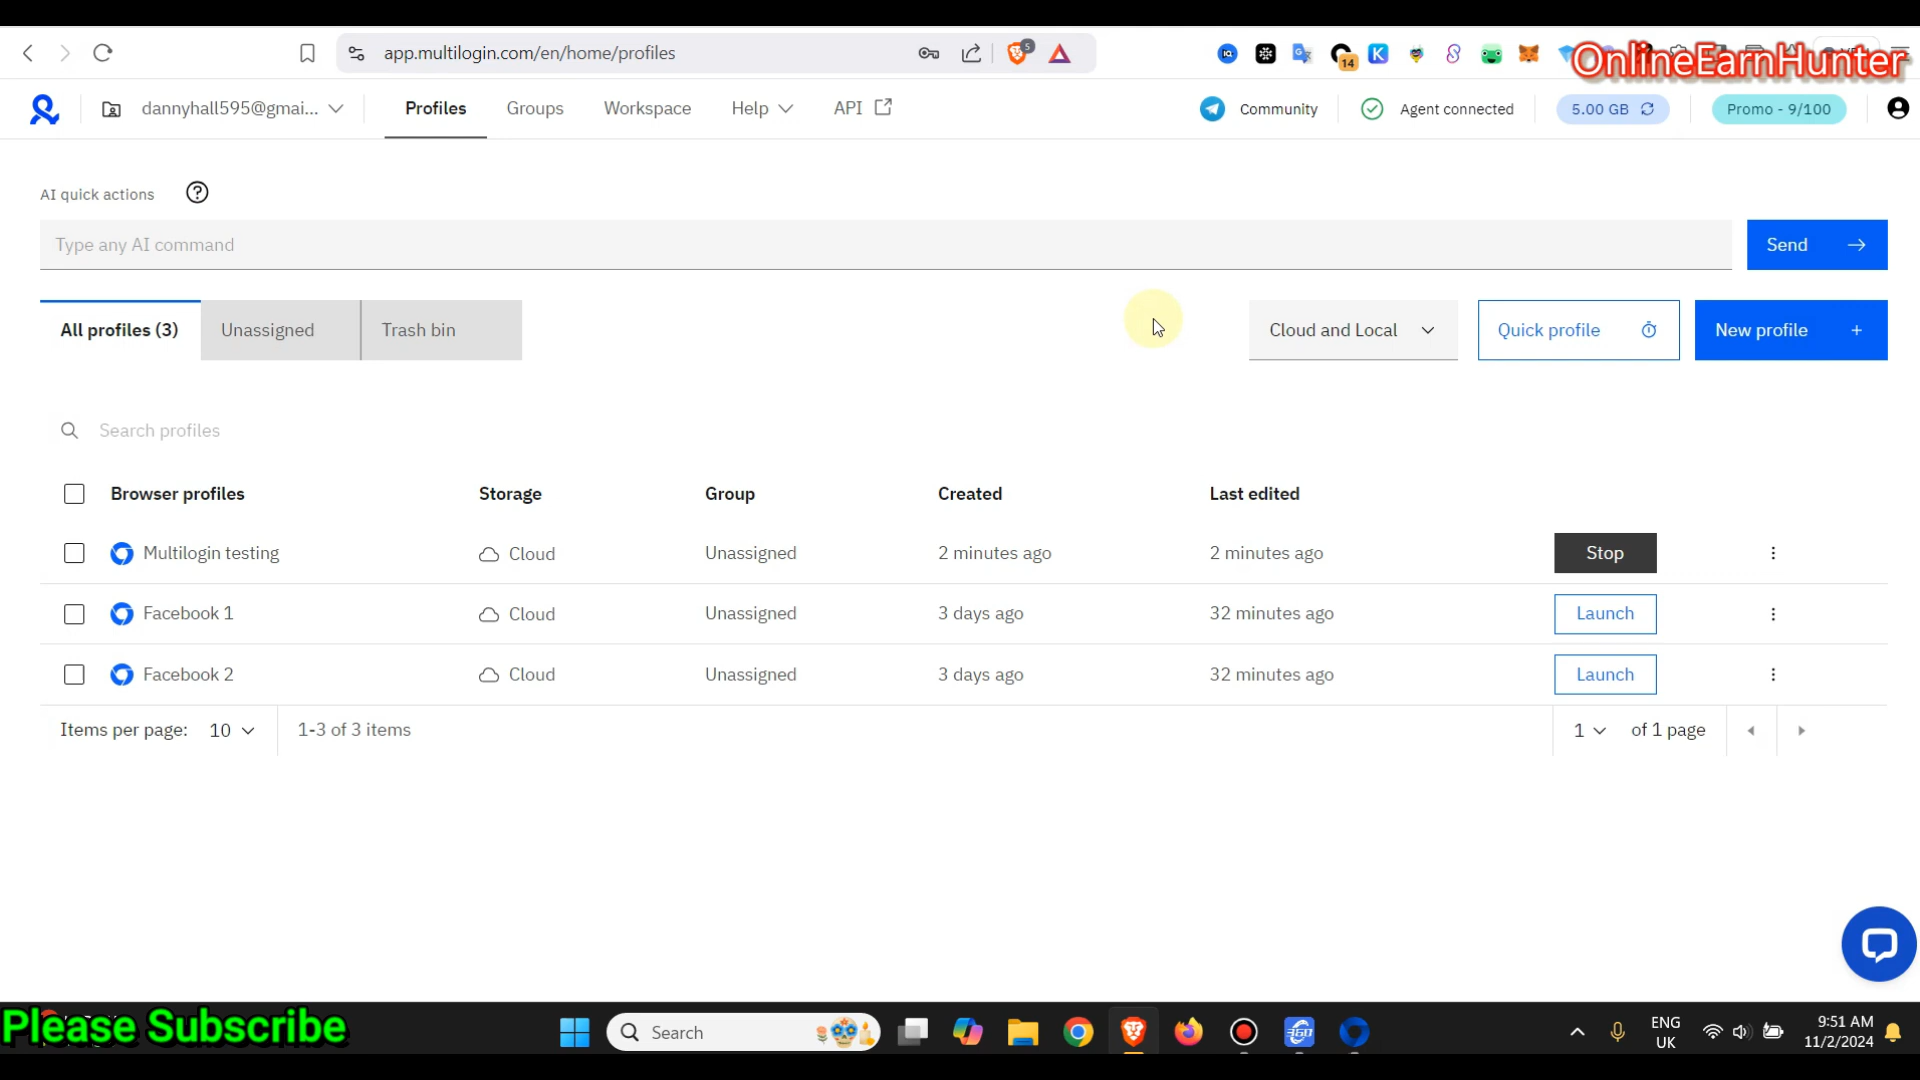 app.multilogin.com/en/home/profiles
5
14
OnlineEarnHunter
dannyhall595@gmai...
Profiles
Groups
Workspace
Help
API
Community
Agent connected
5.00 GB
Promo - 9/100
AI quick actions
Type any AI command
Send
All profiles (3)
Unassigned
Trash bin
Cloud and Local
Quick profile
New profile
Search profiles
Browser profiles Storage Group Created Last edited
Multilogin testing Cloud Unassigned 2 minutes ago 2 minutes ago Stop
Facebook 1 Cloud Unassigned 3 days ago 32 minutes ago Launch
Facebook 2 Cloud Unassigned 3 days ago 32 minutes ago Launch
Items per page: 10 1-3 of 3 items 1 of 1 page
Please Subscribe
Search
ENG
UK
9:51 AM
11/2/2024